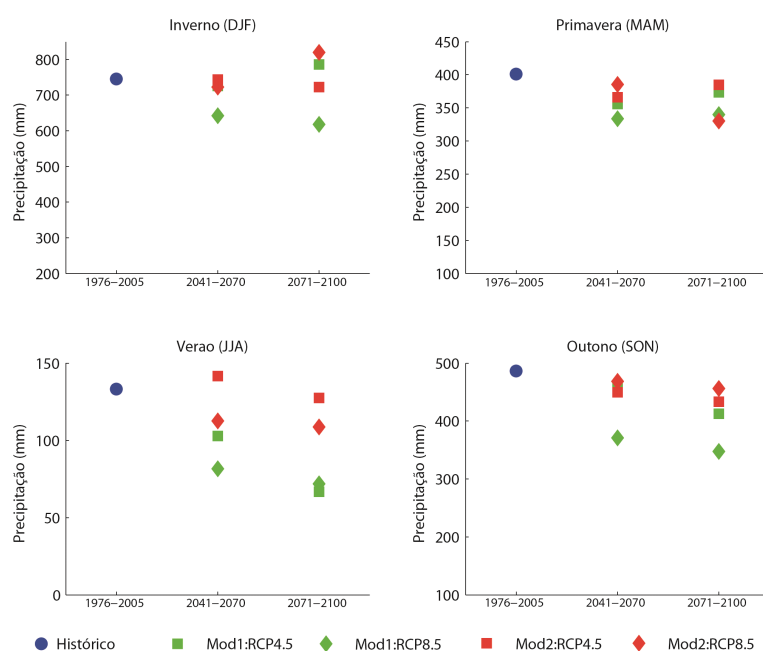 Inverno (DJF)
Precipitação (mm)
800
700
600
500
400
300
200
1976–2005
2041–2070
2071–2100
Primavera (MAM)
Precipitação (mm)
450
400
350
300
250
200
150
100
1976–2005
2041–2070
2071–2100
Verao (JJA)
Precipitação (mm)
150
100
50
0
1976–2005
2041–2070
2071–2100
Outono (SON)
Precipitação (mm)
500
400
300
200
100
1976–2005
2041–2070
2071–2100
Histórico
Mod1:RCP4.5
Mod1:RCP8.5
Mod2:RCP4.5
Mod2:RCP8.5